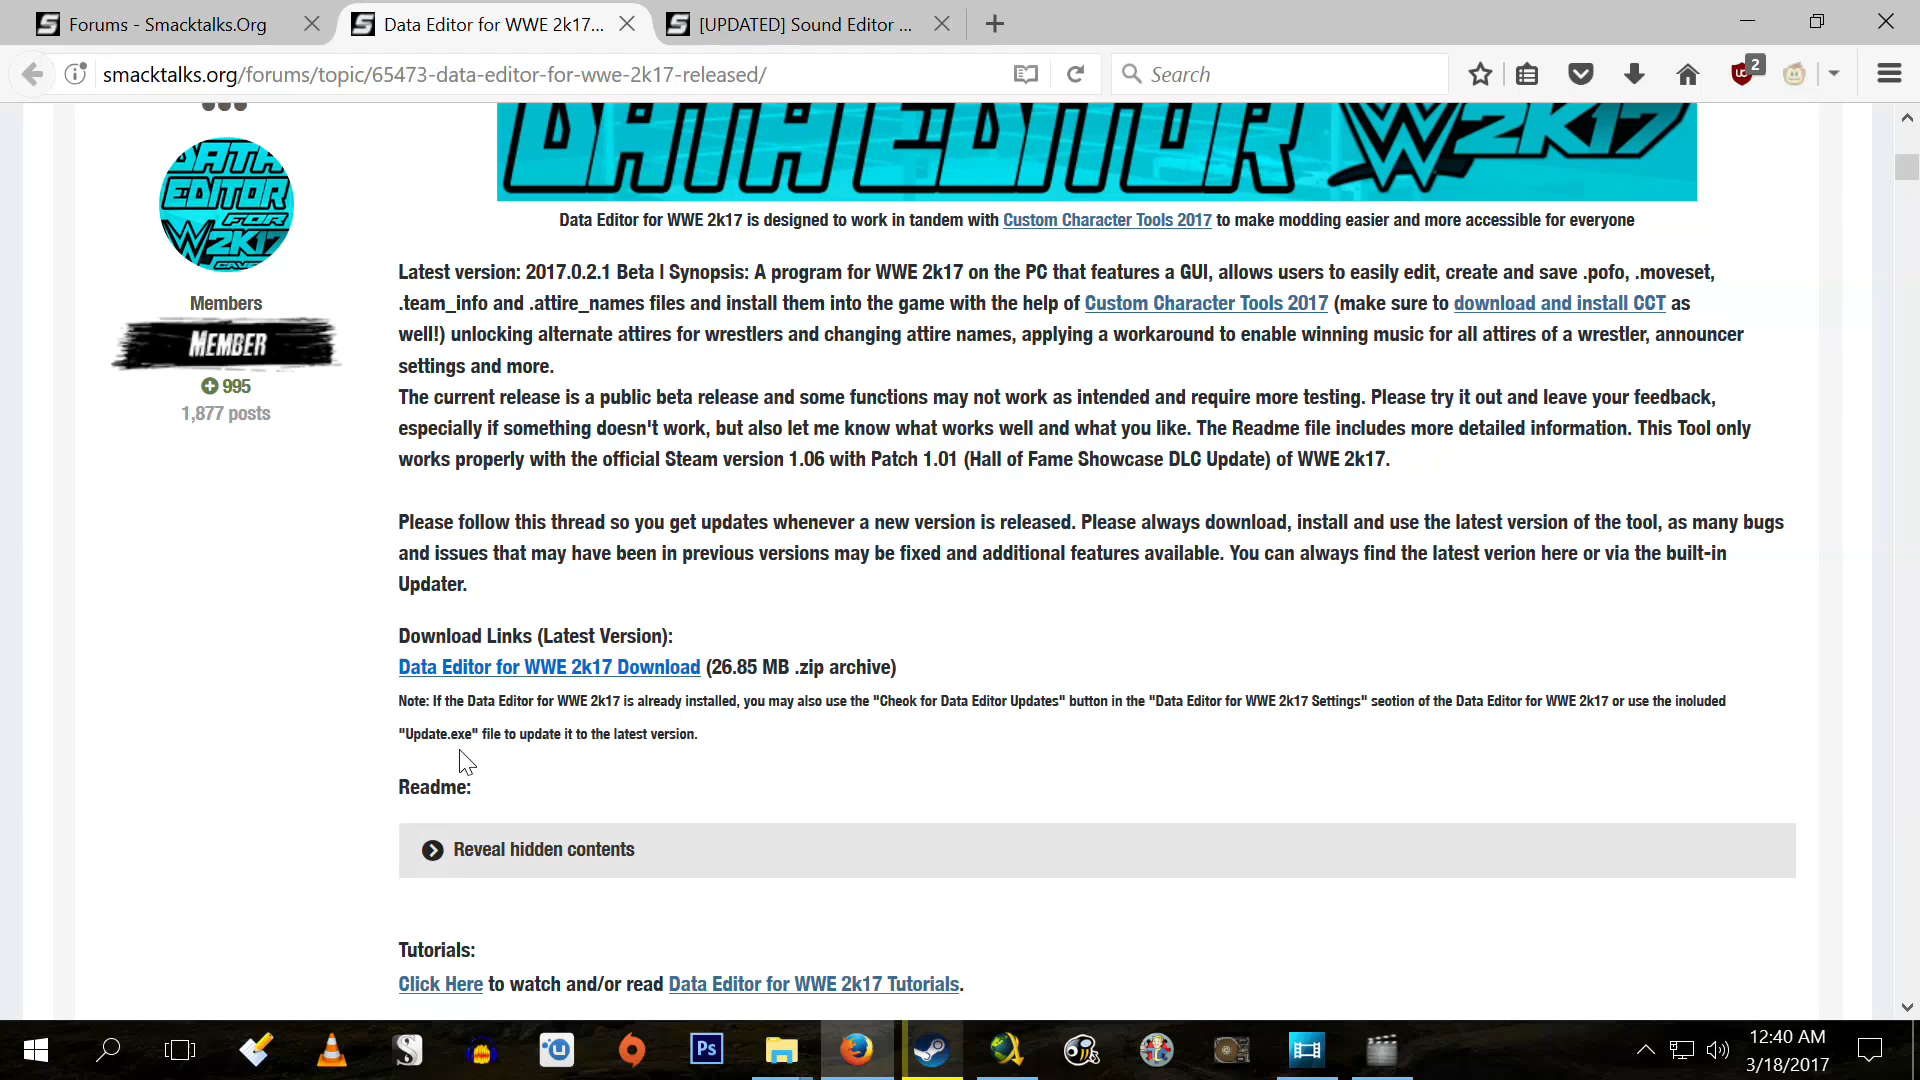 Forums - Smacktalks.Org
Data Editor for WWE 2k17...
[UPDATED] Sound Editor ...
smacktalks.org/forums/topic/65473-data-editor-for-wwe-2k17-released/
Search
2
DATA EDITOR W2K17
DATA
EDITOR
FOR
W2K17
Members
MEMBER
995
1,877 posts
Data Editor for WWE 2k17 is designed to work in tandem with Custom Character Tools 2017 to make modding easier and more accessible for everyone
Latest version: 2017.0.2.1 Beta | Synopsis: A program for WWE 2k17 on the PC that features a GUI, allows users to easily edit, create and save .pofo, .moveset,
.team_info and .attire_names files and install them into the game with the help of Custom Character Tools 2017 (make sure to download and install CCT as
well!) unlocking alternate attires for wrestlers and changing attire names, applying a workaround to enable winning music for all attires of a wrestler, announcer
settings and more.
The current release is a public beta release and some functions may not work as intended and require more testing. Please try it out and leave your feedback,
especially if something doesn't work, but also let me know what works well and what you like. The Readme file includes more detailed information. This Tool only
works properly with the official Steam version 1.06 with Patch 1.01 (Hall of Fame Showcase DLC Update) of WWE 2k17.
Please follow this thread so you get updates whenever a new version is released. Please always download, install and use the latest version of the tool, as many bugs
and issues that may have been in previous versions may be fixed and additional features available. You can always find the latest verion here or via the built-in
Updater.
Download Links (Latest Version):
Data Editor for WWE 2k17 Download (26.85 MB .zip archive)
Note: If the Data Editor for WWE 2k17 is already installed, you may also use the "Check for Data Editor Updates" button in the "Data Editor for WWE 2k17 Settings" section of the Data Editor for WWE 2k17 or use the included
"Update.exe" file to update it to the latest version.
Readme:
Reveal hidden contents
Tutorials:
Click Here to watch and/or read Data Editor for WWE 2k17 Tutorials.
Ps
12:40 AM
3/18/2017